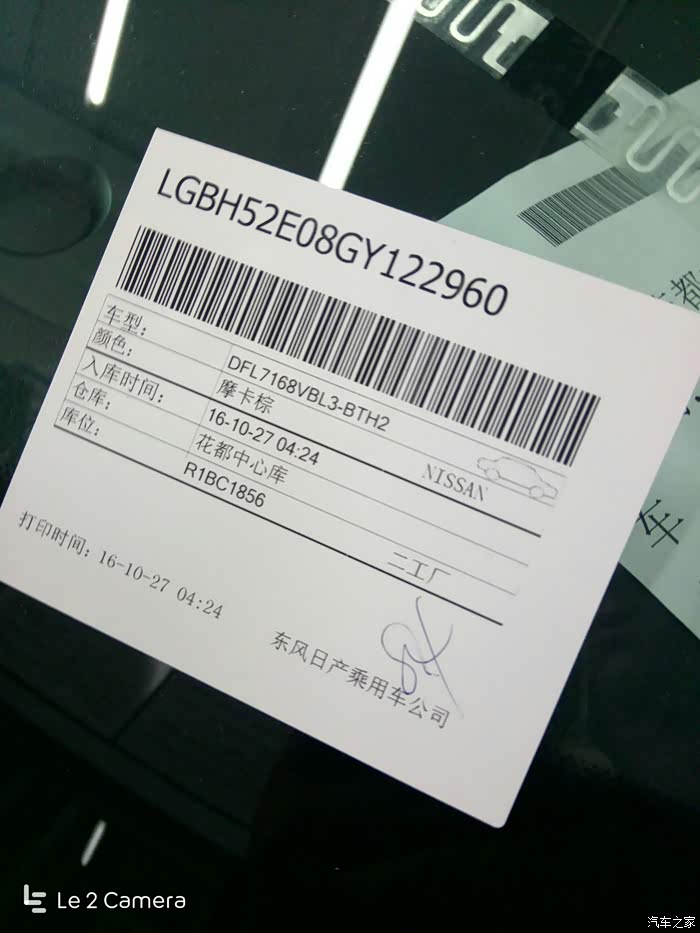 LGBH52E08GY122960
车型: DFL7168VBL3-BTH2
颜色: 摩卡棕
入库时间: 16-10-27 04:24
仓库: 花都中心库
库位: R1BC1856
NISSAN
二工厂
打印时间: 16-10-27 04:24
东风日产乘用车公司
都
车
Le 2 Camera
汽车之家